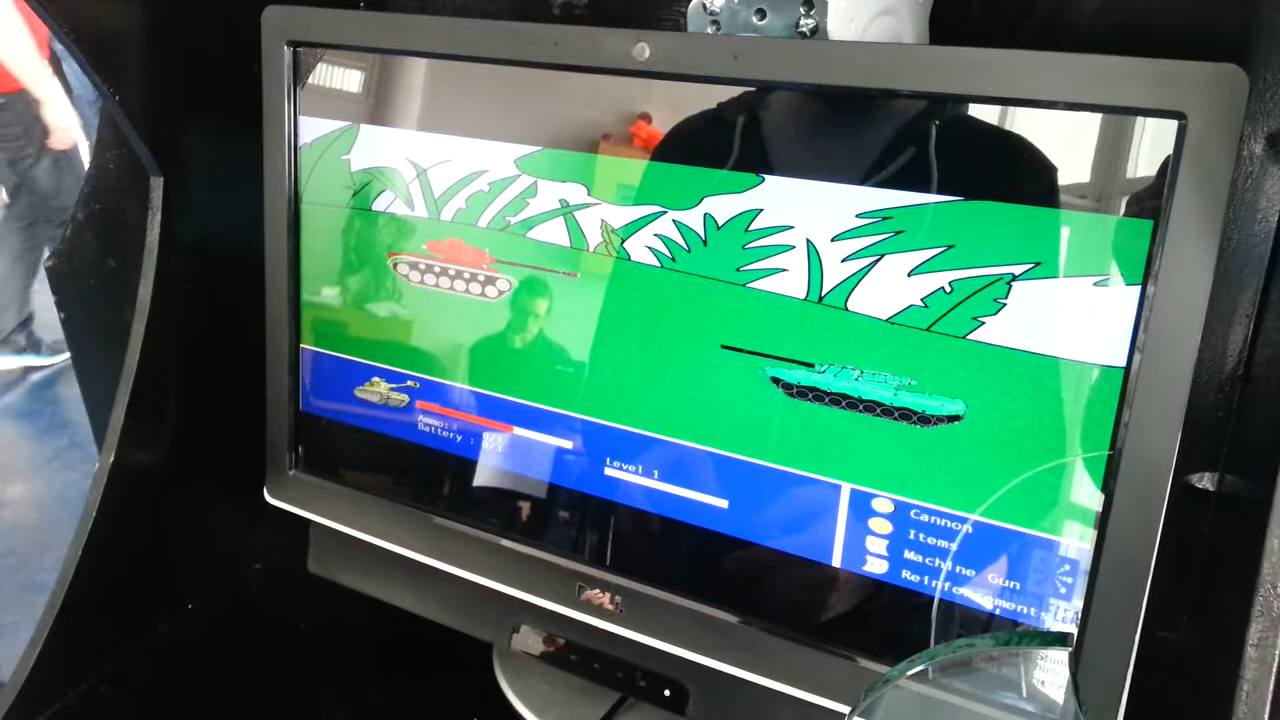 Ammo:
Battery :
Level 1
Cannon
Items
Machine Gun
Reinforcements
DELL